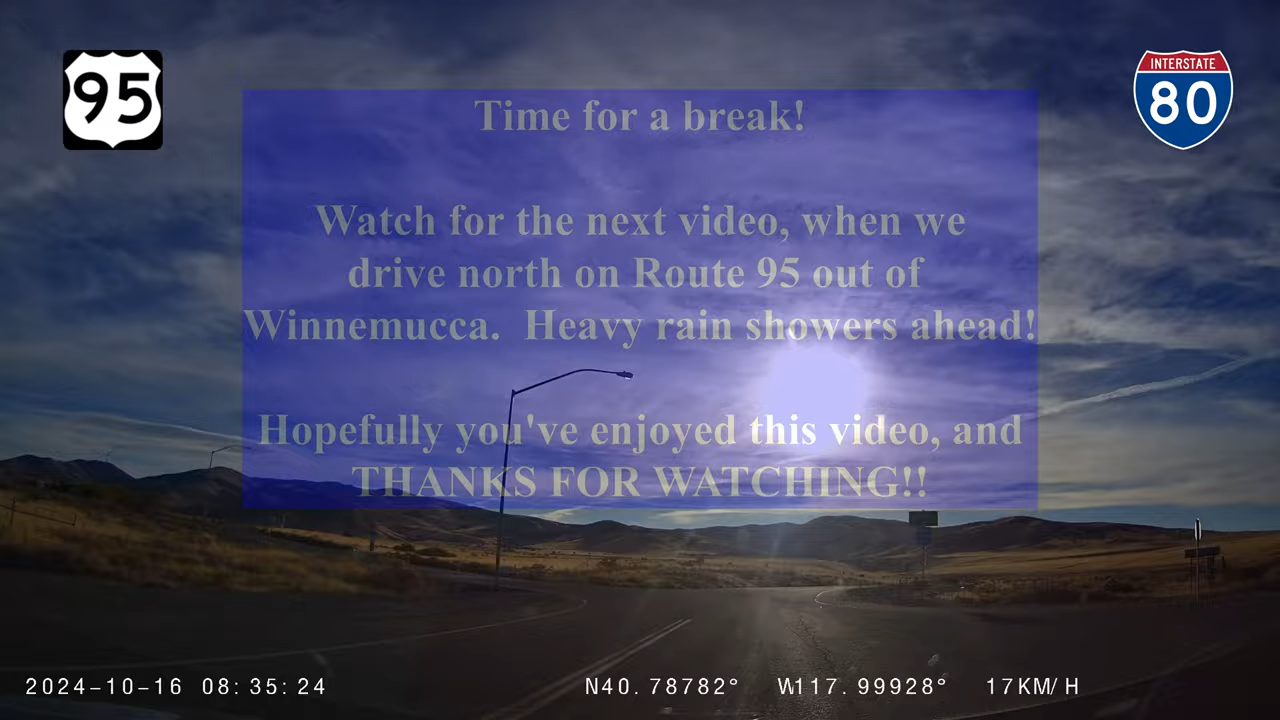 95
INTERSTATE
80
Time for a break!
Watch for the next video, when we
drive north on Route 95 out of
Winnemucca.  Heavy rain showers ahead!
Hopefully you've enjoyed this video, and
THANKS FOR WATCHING!!
2024-10-16 08:35:24 N40.78782° W117.99928° 17KM/H